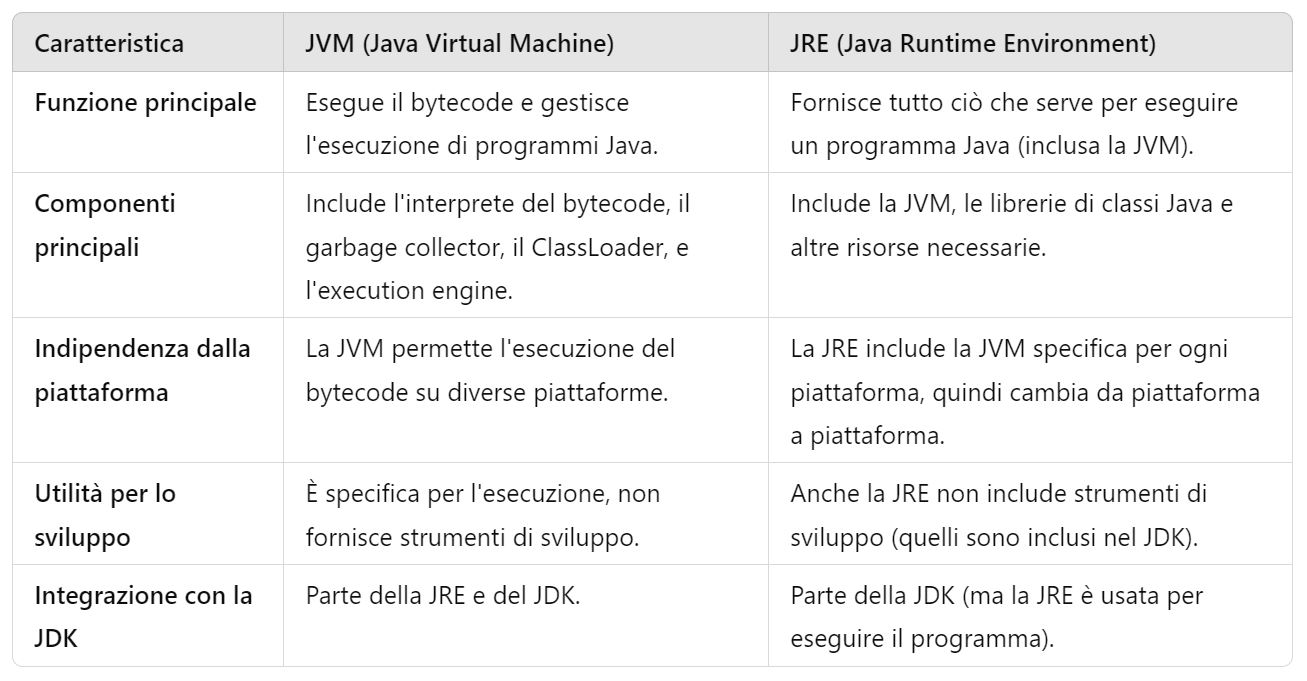 Caratteristica
JVM (Java Virtual Machine)
JRE (Java Runtime Environment)
Funzione principale
Esegue il bytecode e gestisce
l'esecuzione di programmi Java.
Fornisce tutto ciò che serve per eseguire
un programma Java (inclusa la JVM).
Componenti
principali
Include l'interprete del bytecode, il
garbage collector, il ClassLoader, e
l'execution engine.
Include la JVM, le librerie di classi Java e
altre risorse necessarie.
Indipendenza dalla
piattaforma
La JVM permette l'esecuzione del
bytecode su diverse piattaforme.
La JRE include la JVM specifica per ogni
piattaforma, quindi cambia da piattaforma
a piattaforma.
Utilità per lo
sviluppo
È specifica per l'esecuzione, non
fornisce strumenti di sviluppo.
Anche la JRE non include strumenti di
sviluppo (quelli sono inclusi nel JDK).
Integrazione con la
JDK
Parte della JRE e del JDK.
Parte della JDK (ma la JRE è usata per
eseguire il programma).